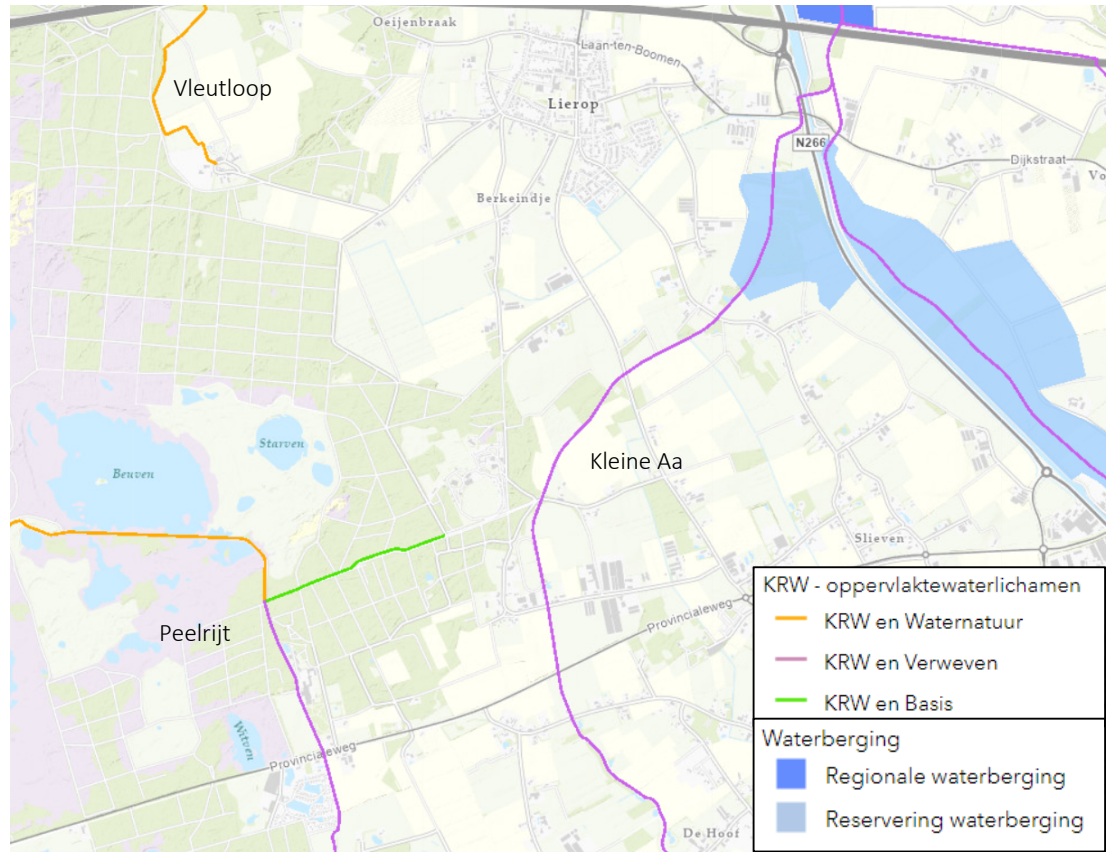 Oeijenbraak
Laan-ten-Boomen
Vleutloop
Lierop
N266
Dijkstraat
Vo
Berkeindje
Starven
Beuven
Kleine Aa
Slieven
Provincialeweg
Peelrijt
Witven
Provincialeweg
De Hoof
KRW - oppervlaktewaterlichamen
KRW en Waternatuur
KRW en Verweven
KRW en Basis
Waterberging
Regionale waterberging
Reservering waterberging